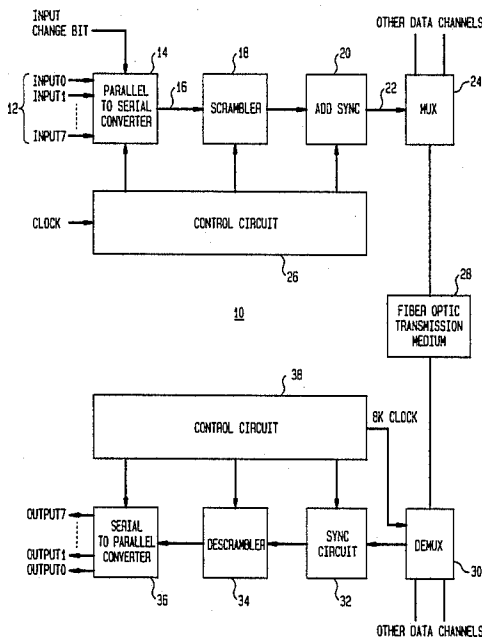 INPUT
CHANGE BIT
OTHER DATA CHANNELS
14
18
20
12
INPUT0
INPUT1
INPUT7
PARALLEL
TO SERIAL
CONVERTER
16
SCRAMBLER
ADD SYNC
22
MUX
24
CLOCK
CONTROL CIRCUIT
26
28
FIBER OPTIC
TRANSMISSION
MEDIUM
10
38
CONTROL CIRCUIT
8K CLOCK
OUTPUT7
OUTPUT1
OUTPUT0
SERIAL
TO PARALLEL
CONVERTER
DESCRAMBLER
SYNC
CIRCUIT
DEMUX
36
34
32
30
OTHER DATA CHANNELS